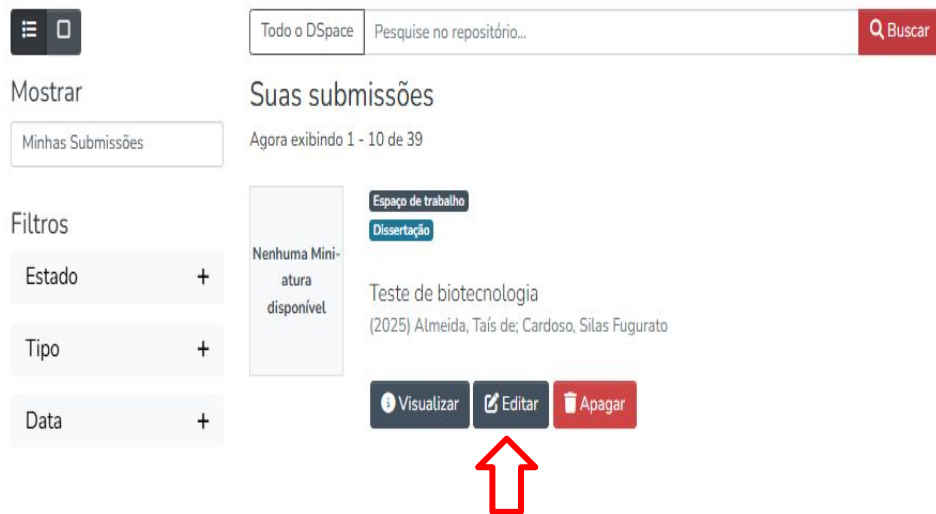 Todo o DSpace
Pesquise no repositório...
Buscar
Mostrar
Minhas Submissões
Filtros
Estado +
Tipo +
Data +
Suas submissões
Agora exibindo 1 - 10 de 39
Nenhuma Mini-
atura
disponível
Espaço de trabalho
Dissertação
Teste de biotecnologia
(2025) Almeida, Taís de; Cardoso, Silas Fugurato
Visualizar
Editar
Apagar